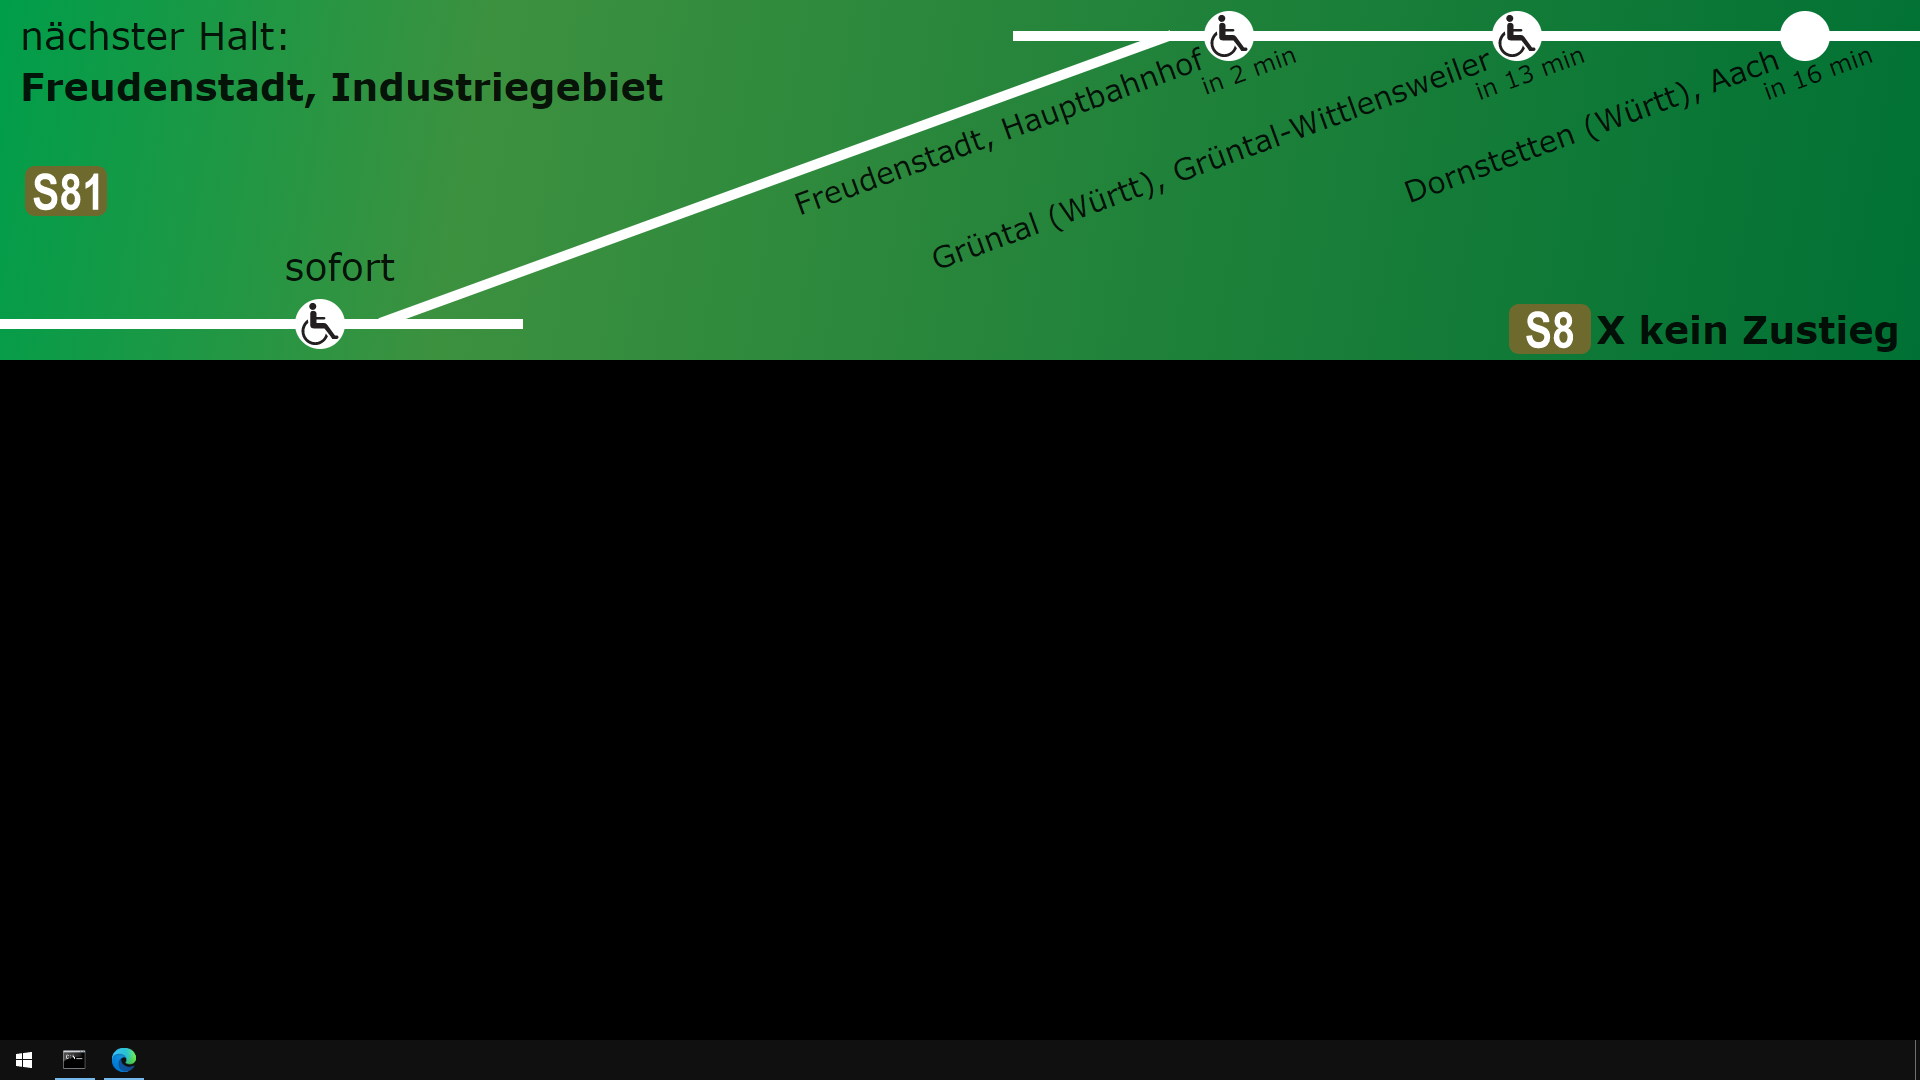 nächster Halt:
Freudenstadt, Industriegebiet
S81
sofort
Freudenstadt, Hauptbahnhof
in 2 min
Grüntal (Württ), Grüntal-Wittlensweiler
in 13 min
Dornstetten (Württ), Aach
in 16 min
S8 X kein Zustieg